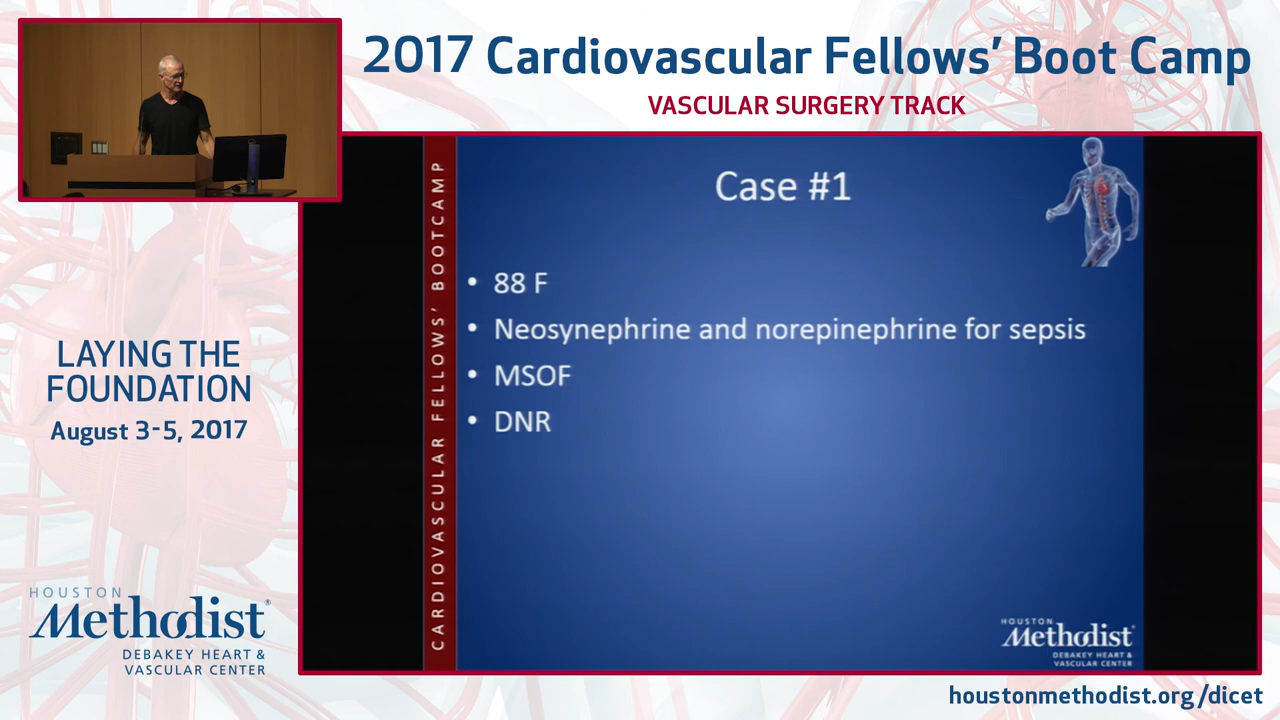 2017 Cardiovascular Fellows’ Boot Camp
VASCULAR SURGERY TRACK
LAYING THE
FOUNDATION
August 3-5, 2017
HOUSTON
Methodist®
DEBAKEY HEART &
VASCULAR CENTER
CARDIOVASCULAR FELLOWS’ BOOTCAMP
Case #1
• 88 F
• Neosynephrine and norepinephrine for sepsis
• MSOF
• DNR
HOUSTON
Methodist
DEBAKEY HEART &
VASCULAR CENTER
houstonmethodist.org/dicet